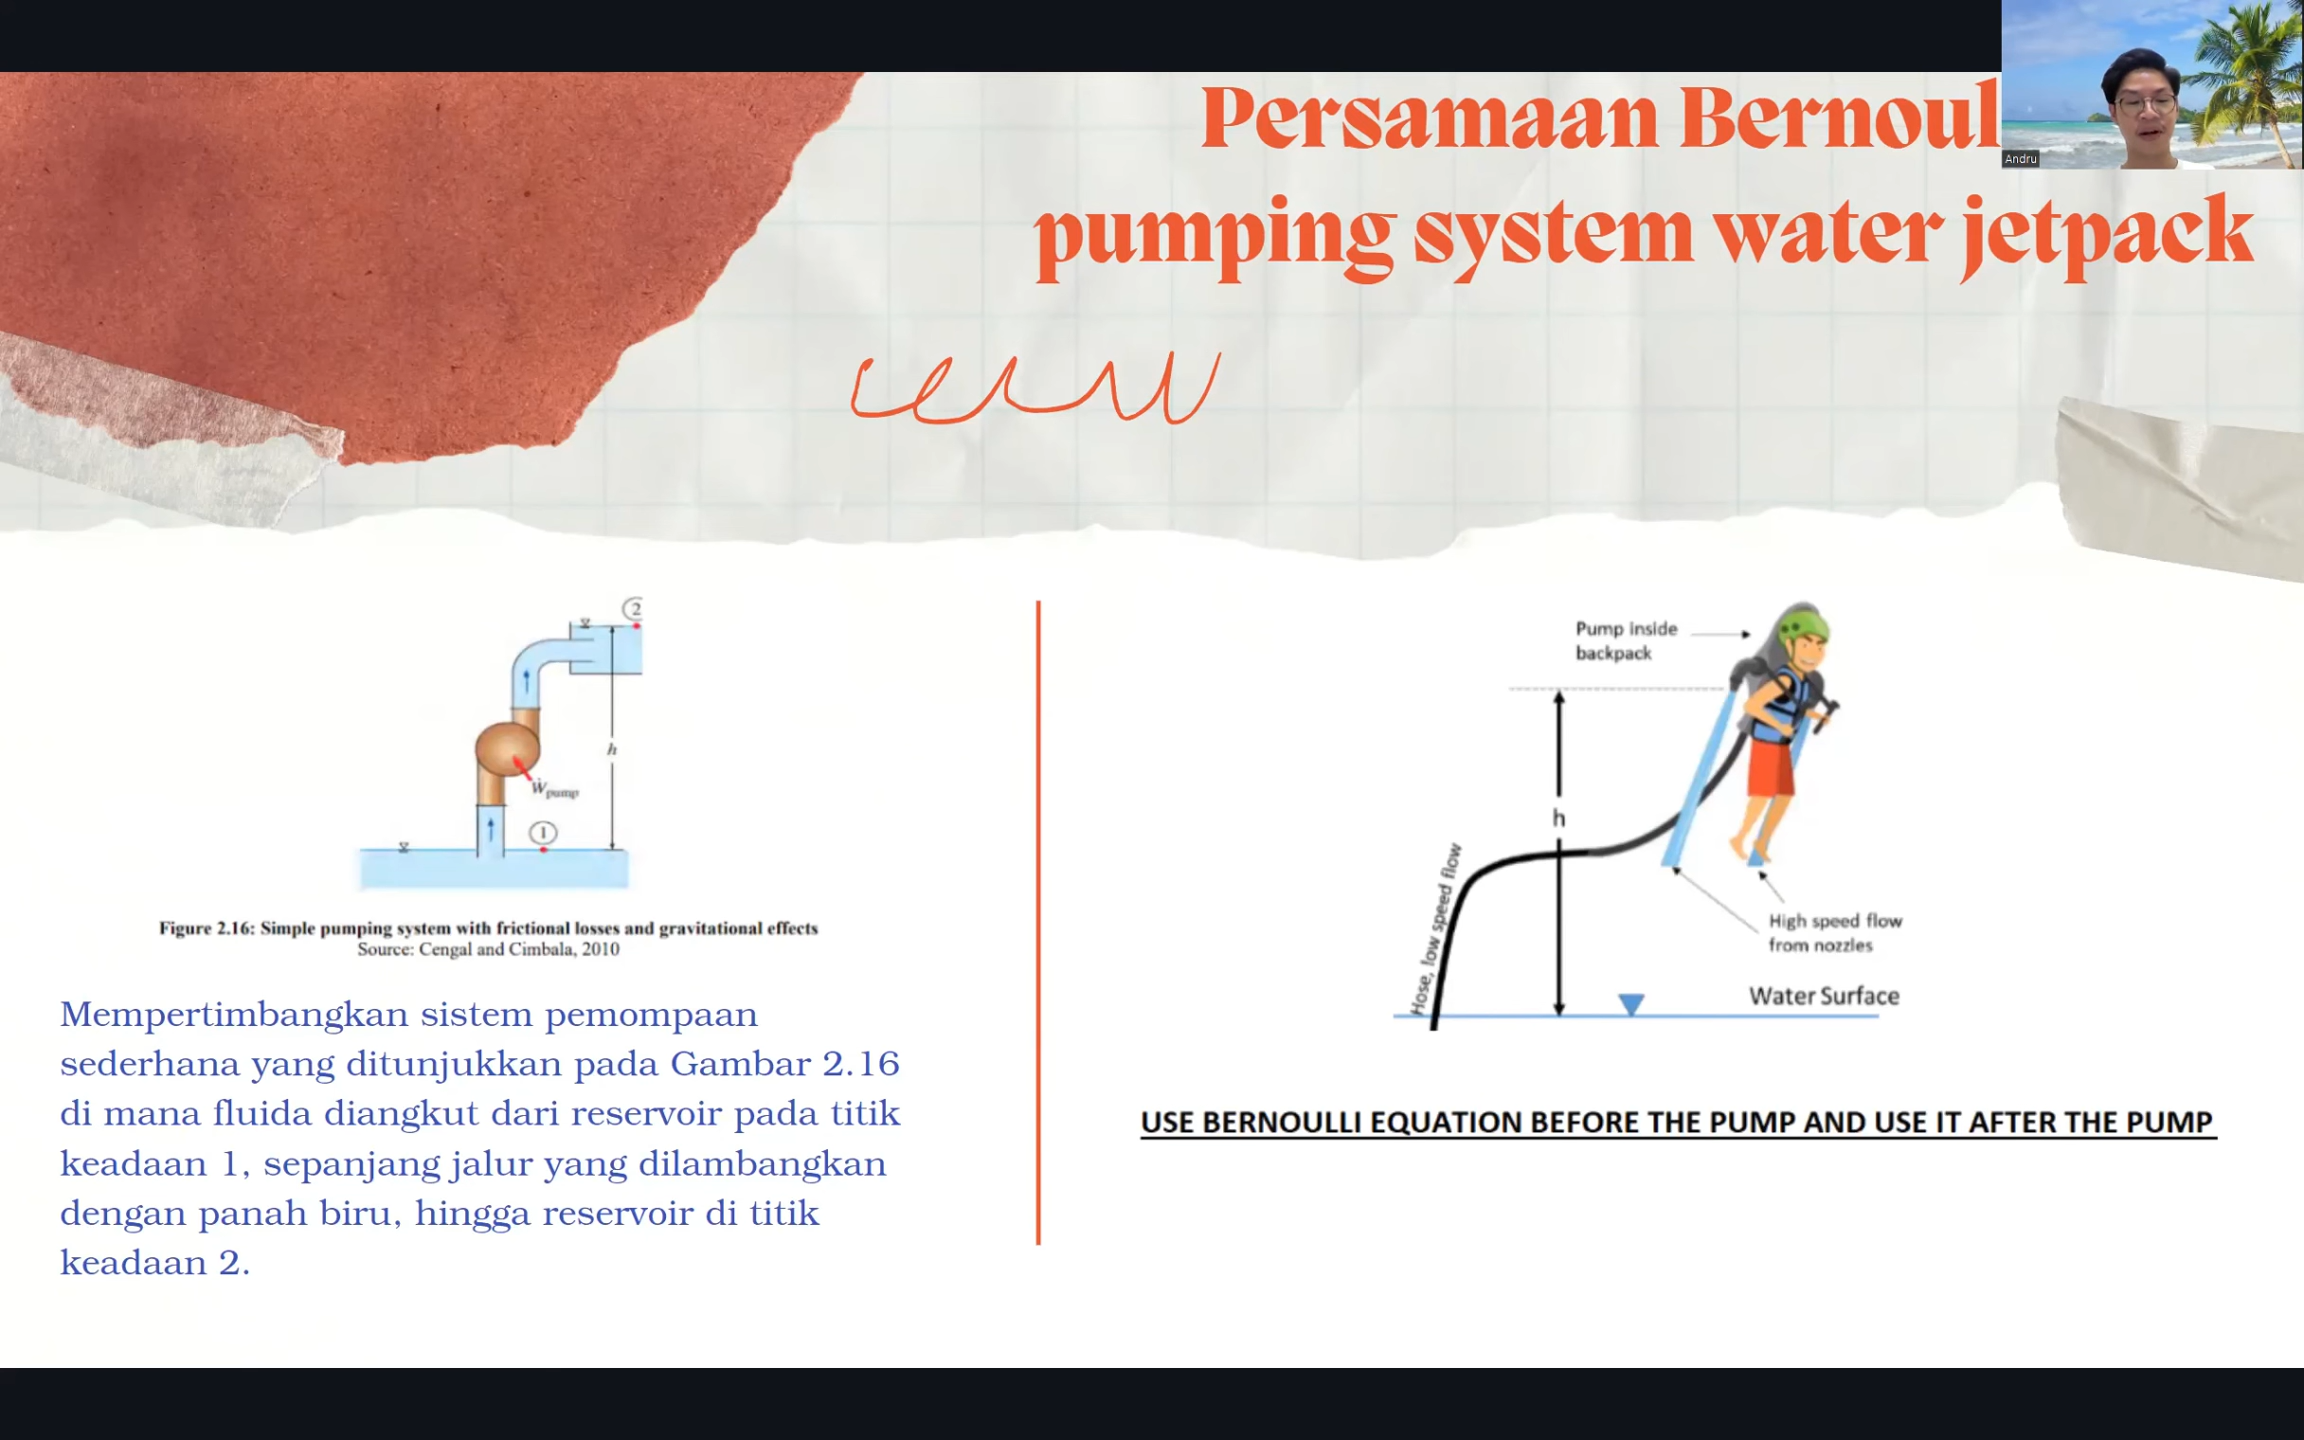 Persamaan Bernoul
pumping system water jetpack
Andru
2
h
Wpump
1
Figure 2.16: Simple pumping system with frictional losses and gravitational effects
Source: Cengal and Cimbala, 2010
Mempertimbangkan sistem pemompaan
sederhana yang ditunjukkan pada Gambar 2.16
di mana fluida diangkut dari reservoir pada titik
keadaan 1, sepanjang jalur yang dilambangkan
dengan panah biru, hingga reservoir di titik
keadaan 2.
Pump inside
backpack
h
Hose, low speed flow
High speed flow
from nozzles
Water Surface
USE BERNOULLI EQUATION BEFORE THE PUMP AND USE IT AFTER THE PUMP